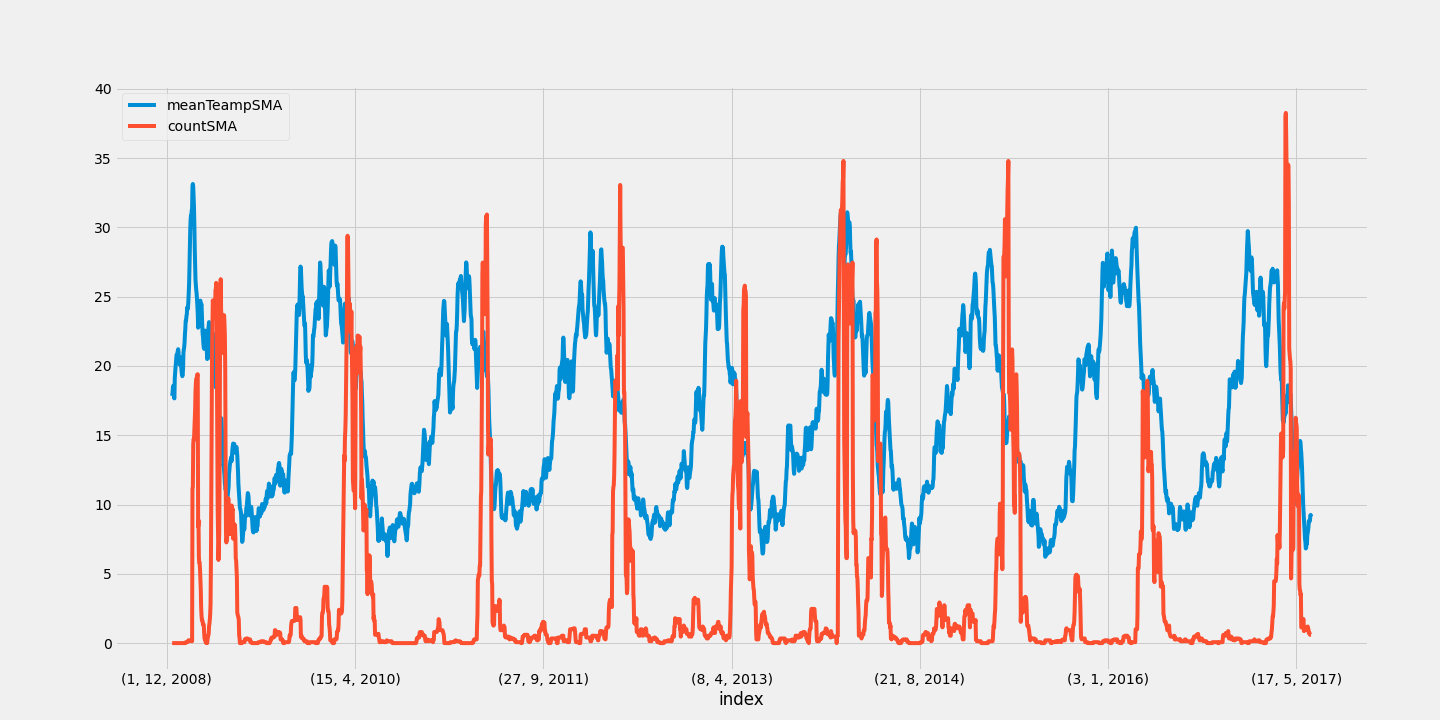 40
meanTeampSMA
countSMA
35
30
25
20
15
10
5
0
(1, 12, 2008) (15, 4, 2010) (27, 9, 2011) (8, 4, 2013) (21, 8, 2014) (3, 1, 2016) (17, 5, 2017)
index